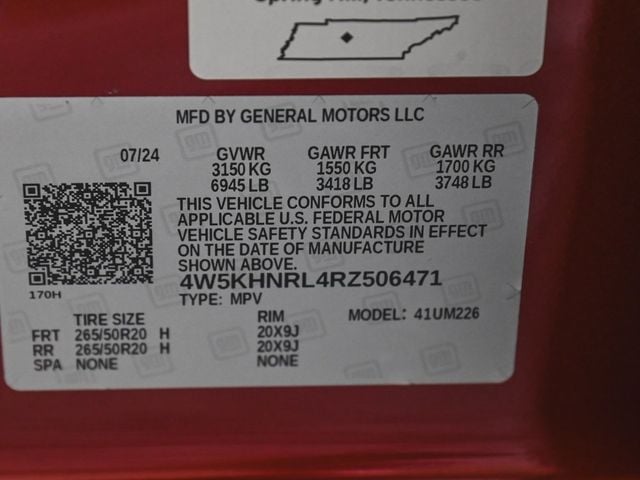 Spring Hill, Tennessee
MFD BY GENERAL MOTORS LLC
07/24 GVWR GAWR FRT GAWR RR
3150 KG 1550 KG 1700 KG
6945 LB 3418 LB 3748 LB
THIS VEHICLE CONFORMS TO ALL
APPLICABLE U.S. FEDERAL MOTOR
VEHICLE SAFETY STANDARDS IN EFFECT
ON THE DATE OF MANUFACTURE
SHOWN ABOVE.
170H
4W5KHNRL4RZ506471
TYPE: MPV
TIRE SIZE RIM MODEL: 41UM226
FRT 265/50R20 H 20X9J
RR 265/50R20 H 20X9J
SPA NONE NONE